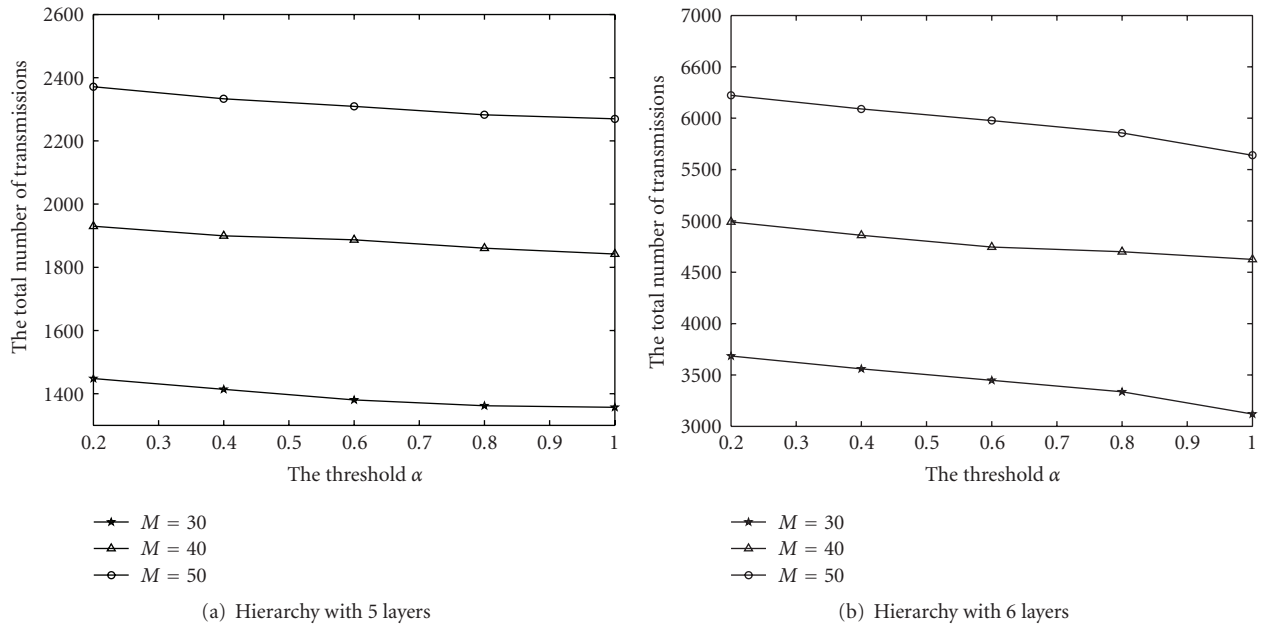 The total number of transmissions
2600
2400
2200
2000
1800
1600
1400
0.2 0.3 0.4 0.5 0.6 0.7 0.8 0.9 1
The threshold α
M = 30
M = 40
M = 50
(a) Hierarchy with 5 layers
The total number of transmissions
7000
6600
6000
5500
5000
4500
4000
3500
3000
0.2 0.3 0.4 0.5 0.6 0.7 0.8 0.9 1
The threshold α
M = 30
M = 40
M = 50
(b) Hierarchy with 6 layers